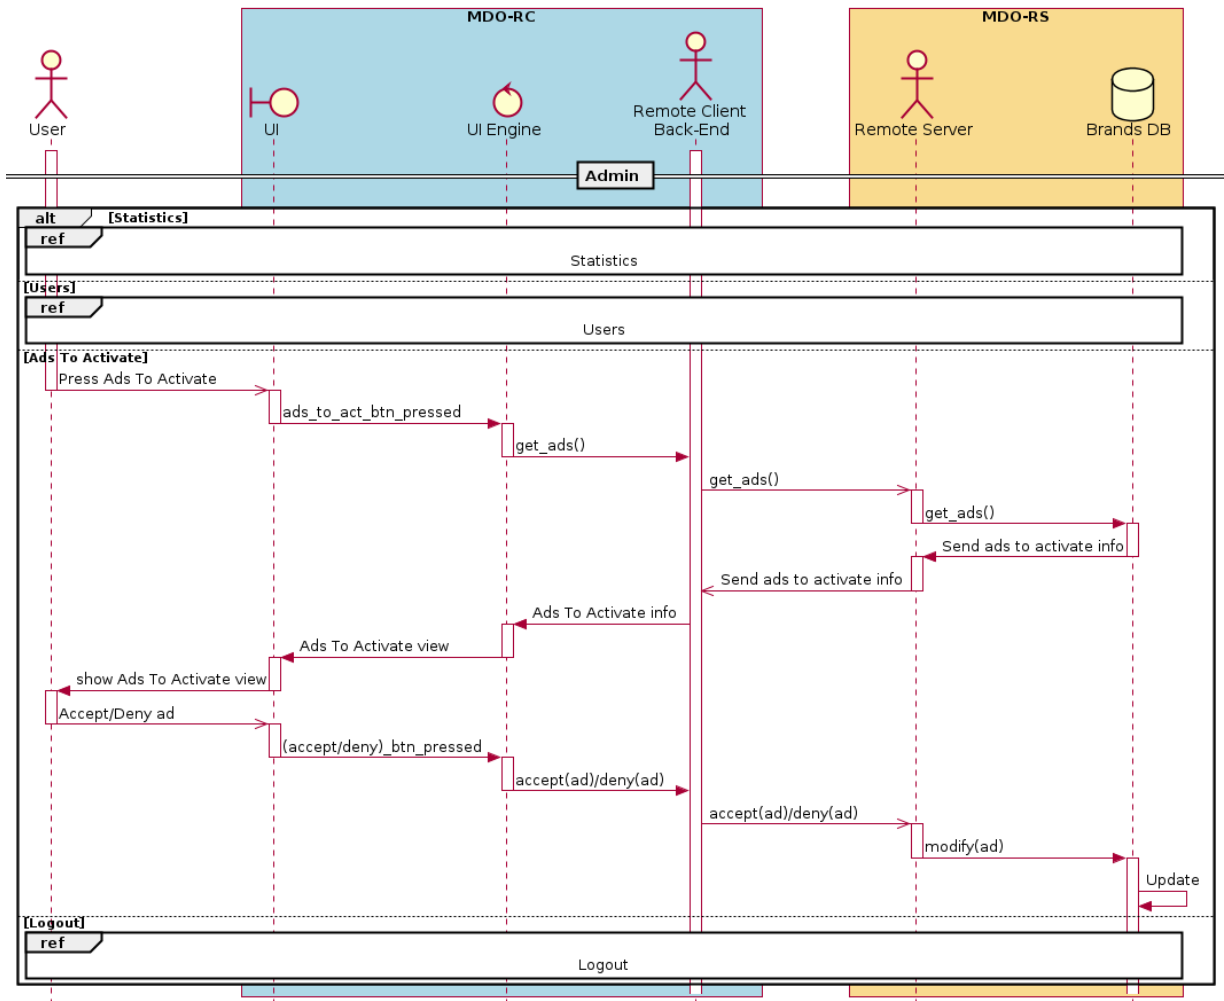 MDO-RC
MDO-RS
User
UI
UI Engine
Remote Client
Back-End
Remote Server
Brands DB
Admin
alt
[Statistics]
ref
Statistics
[Users]
ref
Users
[Ads To Activate]
Press Ads To Activate
ads_to_act_btn_pressed
get_ads()
get_ads()
get_ads()
Send ads to activate info
Send ads to activate info
Ads To Activate info
Ads To Activate view
show Ads To Activate view
Accept/Deny ad
(accept/deny)_btn_pressed
accept(ad)/deny(ad)
accept(ad)/deny(ad)
modify(ad)
Update
[Logout]
ref
Logout